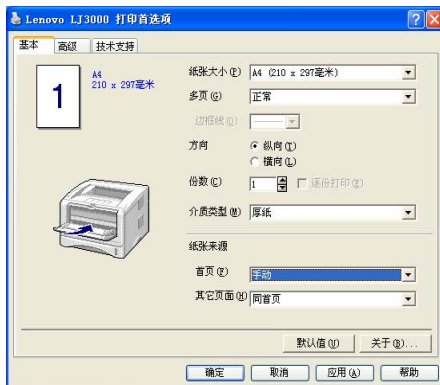 Lenovo LJ3000 打印首选项
基本 高级 技术支持
1
A4
210 x 297毫米
纸张大小(P) A4 (210 x 297毫米)
多页(G) 正常
边框线(O)
方向 纵向(T)
横向(L)
份数(C) 1 逐份打印(E)
介质类型(M) 厚纸
纸张来源
首页(F) 手动
其它页面(H) 同首页
默认值(U) 关于(B)...
确定 取消 应用(A) 帮助